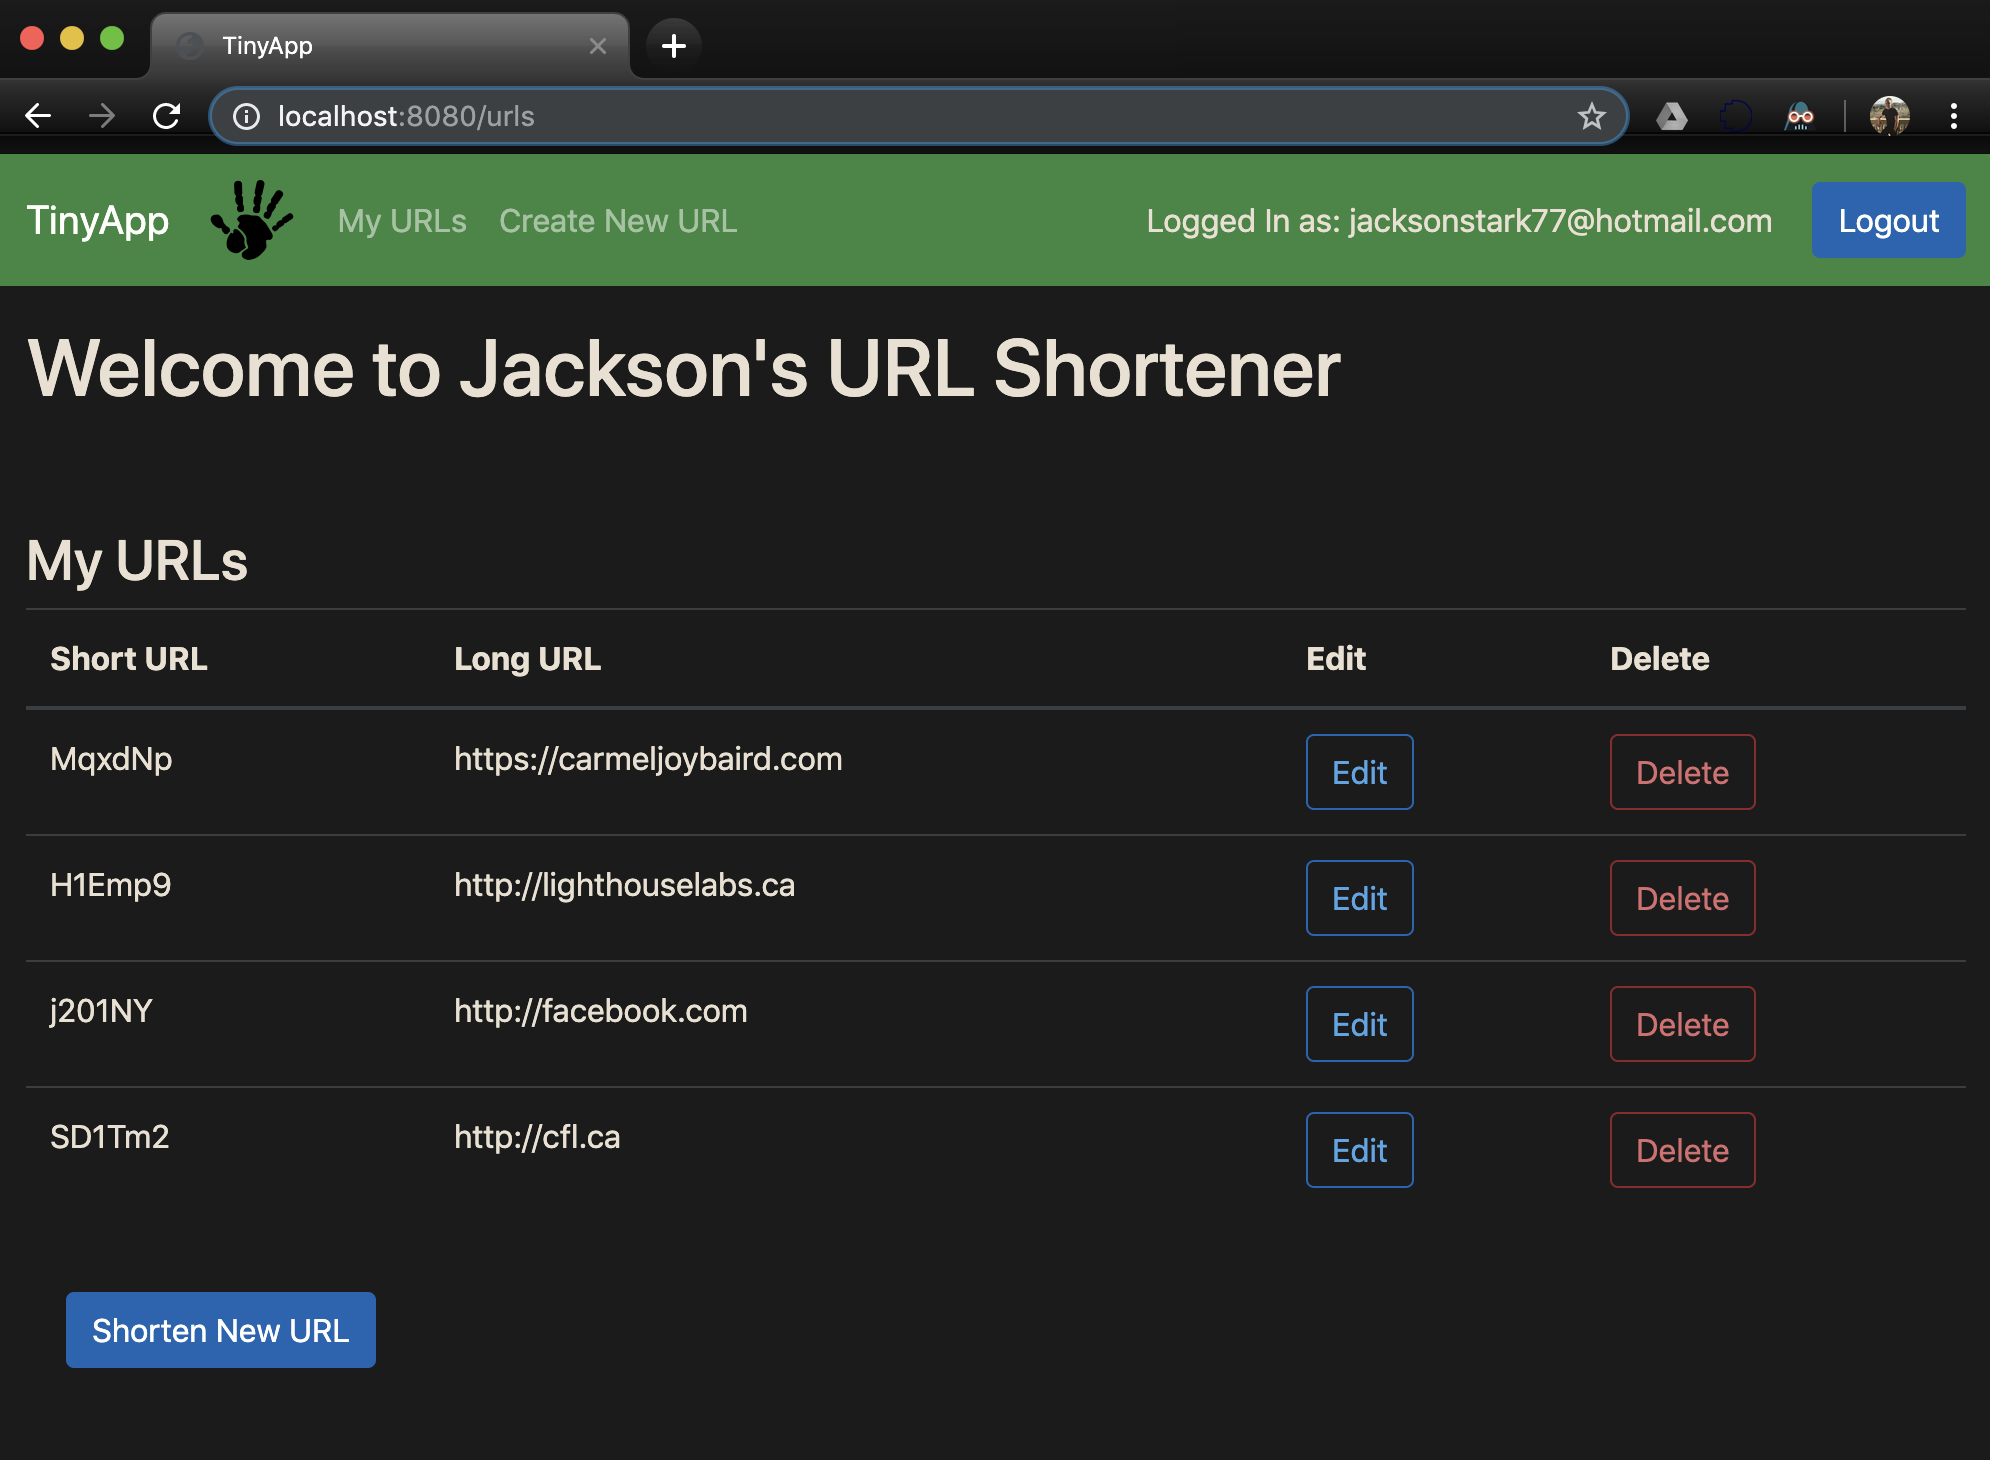 TinyApp
localhost:8080/urls
TinyApp My URLs Create New URL Logged In as: jacksonstark77@hotmail.com Logout
Welcome to Jackson's URL Shortener
My URLs
Short URL Long URL Edit Delete
MqxdNp https://carmeljoybaird.com Edit Delete
H1Emp9 http://lighthouselabs.ca Edit Delete
j201NY http://facebook.com Edit Delete
SD1Tm2 http://cfl.ca Edit Delete
Shorten New URL